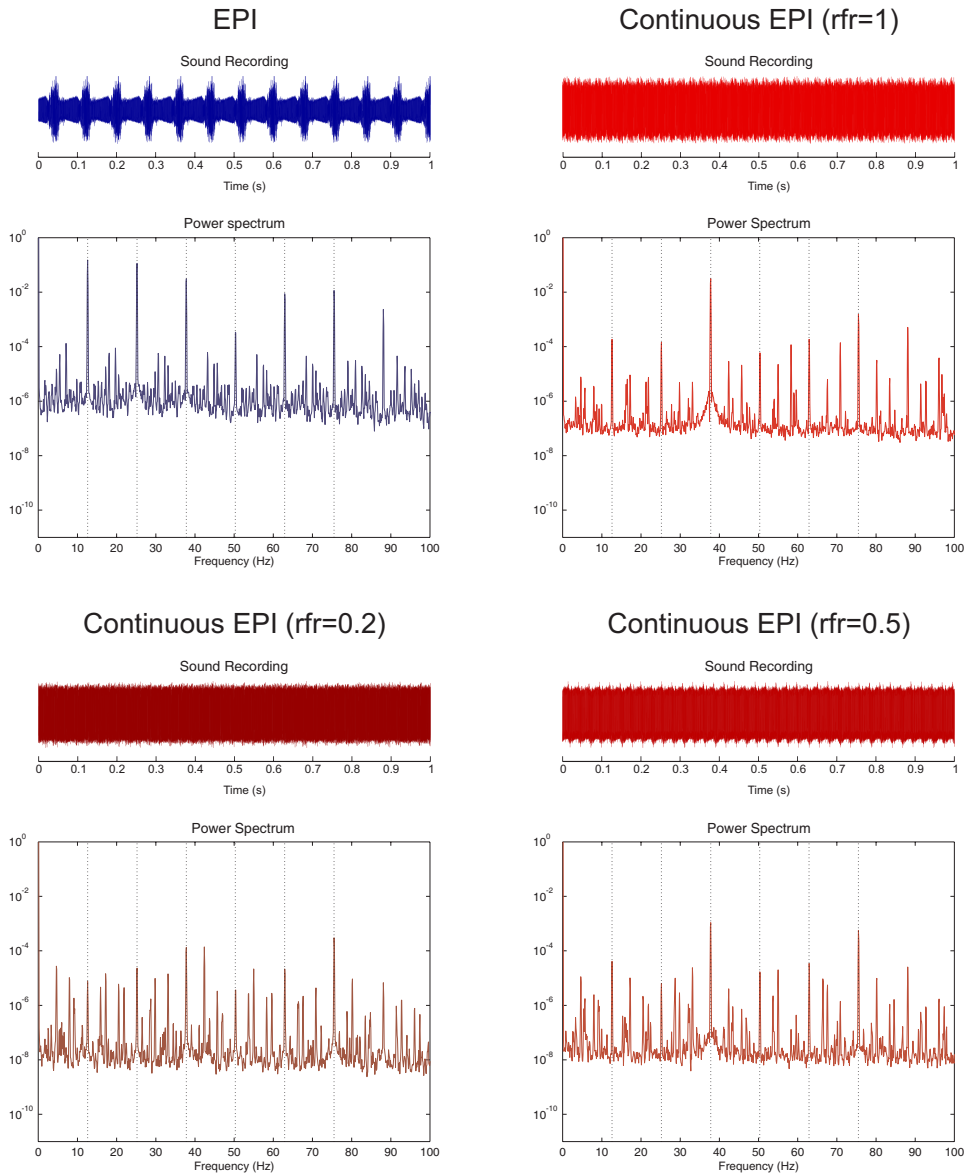 EPI
Sound Recording
0 0.1 0.2 0.3 0.4 0.5 0.6 0.7 0.8 0.9 1
Time (s)
Power spectrum
10^0
10^-2
10^-4
10^-6
10^-8
10^-10
0 10 20 30 40 50 60 70 80 90 100
Frequency (Hz)
Continuous EPI (rfr=1)
Sound Recording
0 0.1 0.2 0.3 0.4 0.5 0.6 0.7 0.8 0.9 1
Time (s)
Power Spectrum
10^0
10^-2
10^-4
10^-6
10^-8
10^-10
0 10 20 30 40 50 60 70 80 90 100
Frequency (Hz)
Continuous EPI (rfr=0.2)
Sound Recording
0 0.1 0.2 0.3 0.4 0.5 0.6 0.7 0.8 0.9 1
Time (s)
Power Spectrum
10^0
10^-2
10^-4
10^-6
10^-8
10^-10
0 10 20 30 40 50 60 70 80 90 100
Frequency (Hz)
Continuous EPI (rfr=0.5)
Sound Recording
0 0.1 0.2 0.3 0.4 0.5 0.6 0.7 0.8 0.9 1
Time (s)
Power Spectrum
10^0
10^-2
10^-4
10^-6
10^-8
10^-10
0 10 20 30 40 50 60 70 80 90 100
Frequency (Hz)